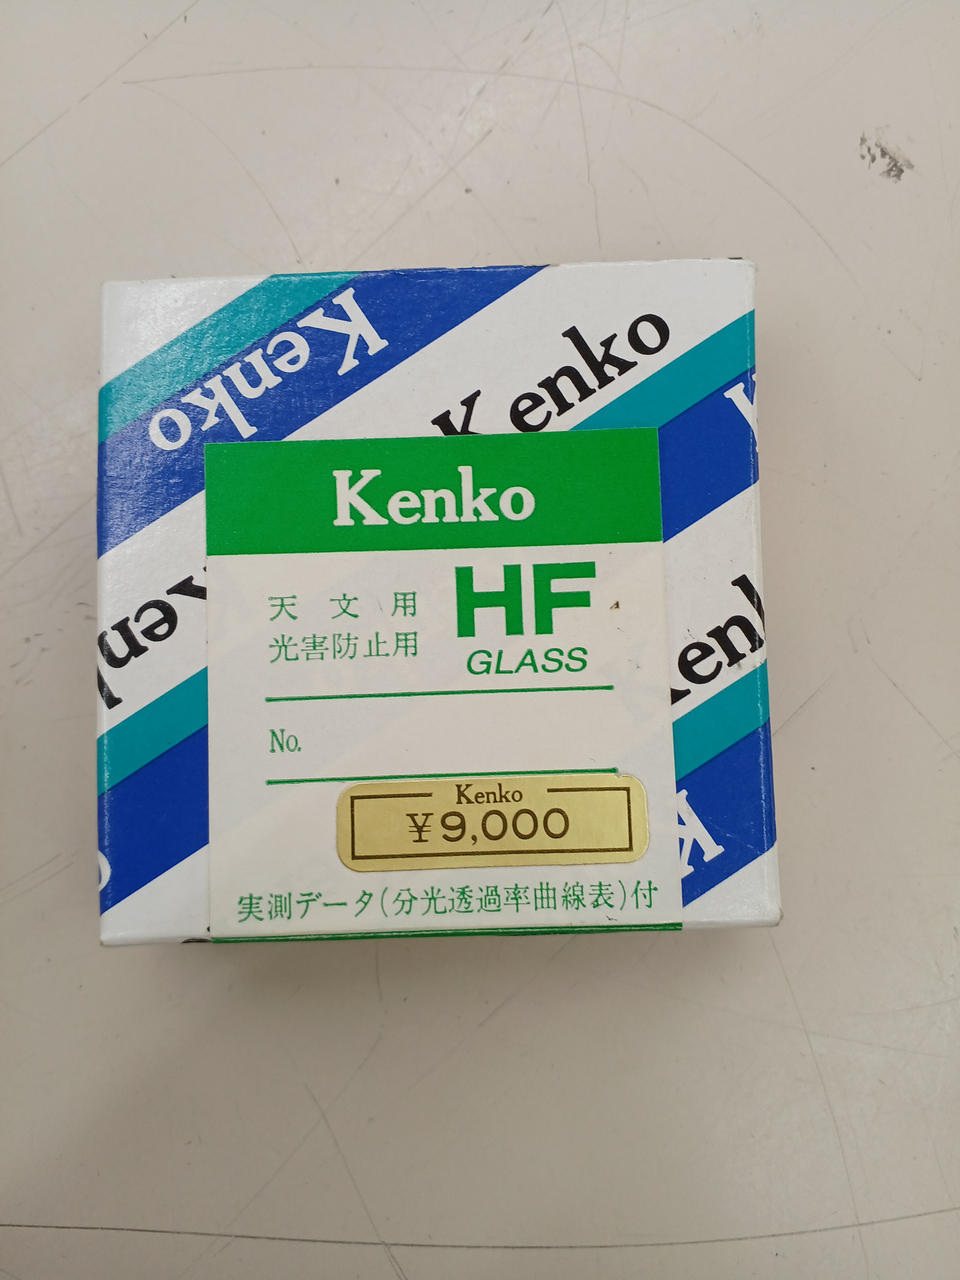 Kenko
Kenko
Kenko
天文用
光害防止用
HF
GLASS
No.
Kenko
¥9,000
実測データ(分光透過率曲線表)付